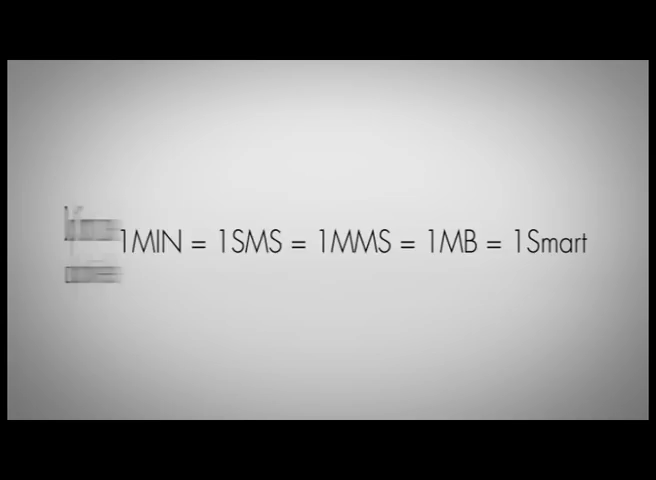 1MIN = 1SMS = 1MMS = 1MB = 1Smart